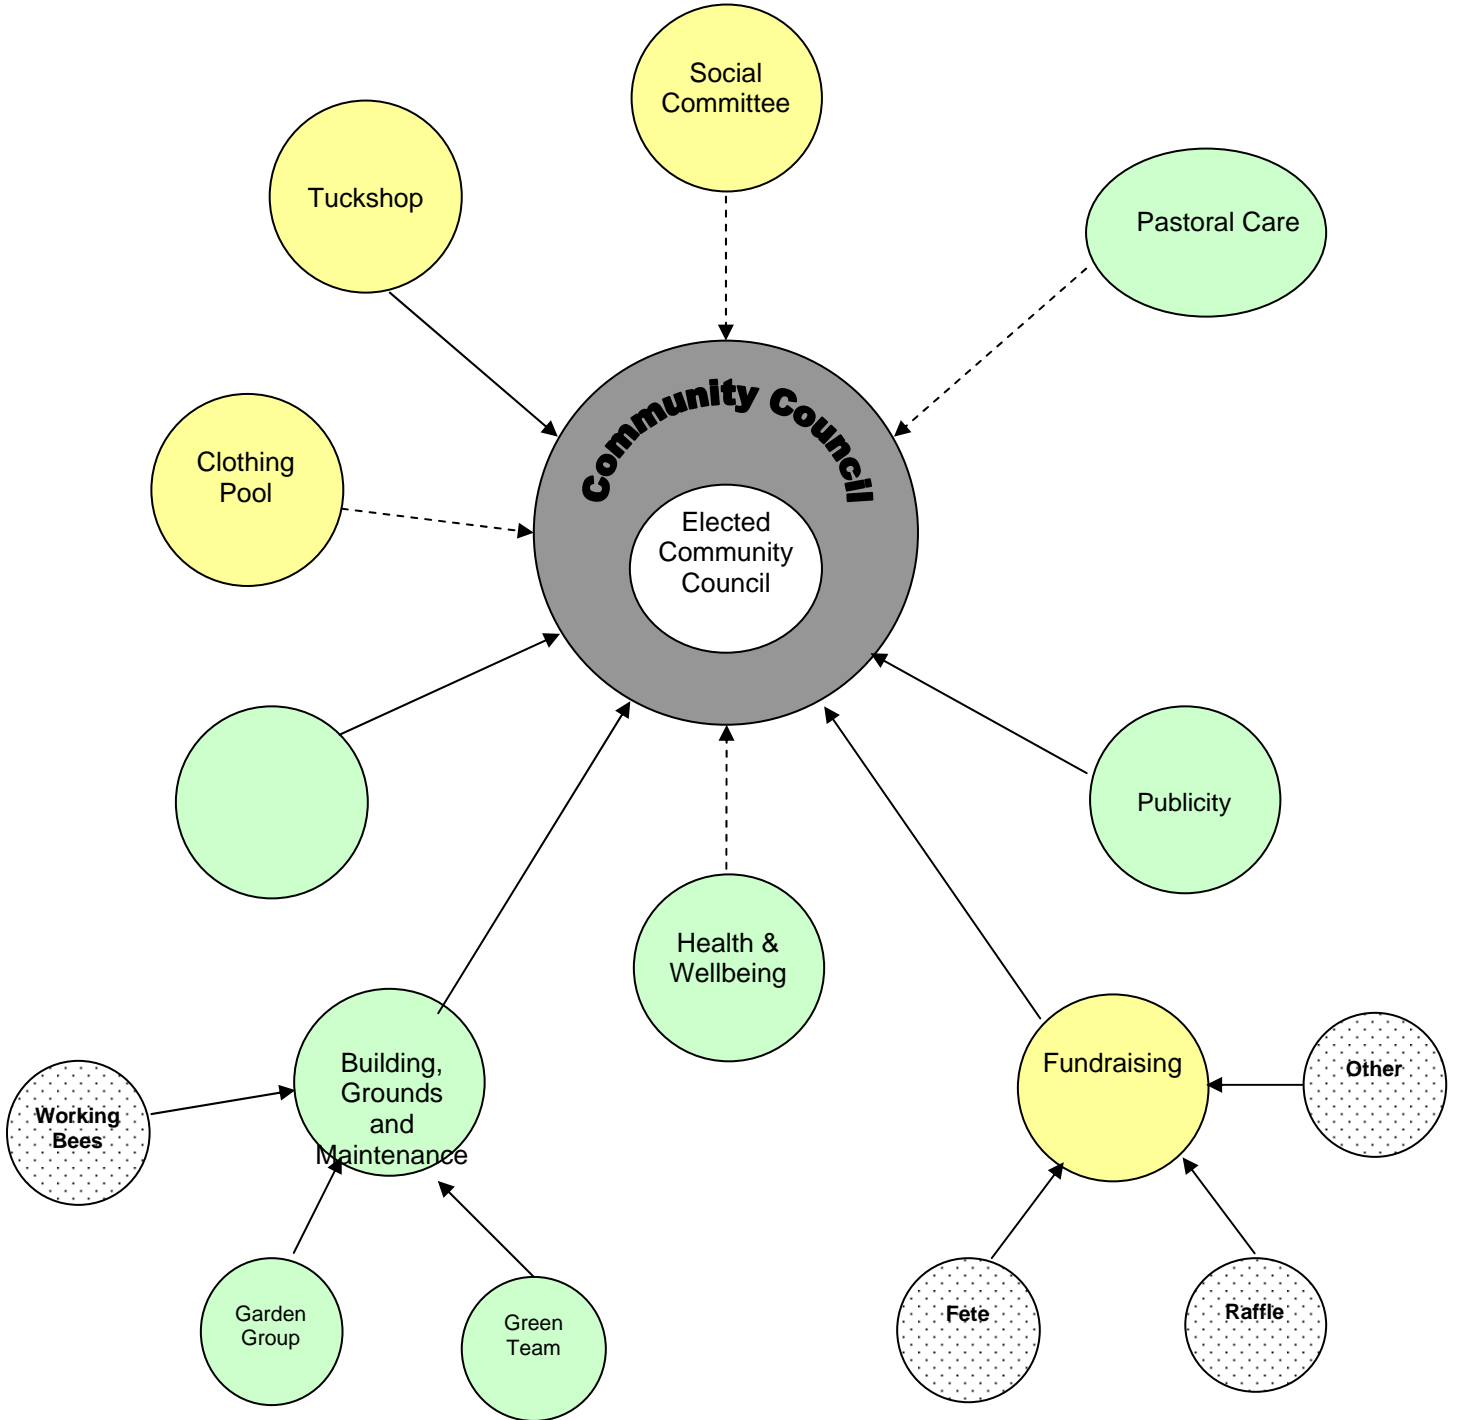 Social
Committee
Tuckshop
Pastoral Care
Community Council
Clothing
Pool
Elected
Community
Council
Publicity
Health &
Wellbeing
Building,
Grounds
and
Maintenance
Fundraising
Other
Working
Bees
Garden
Group
Green
Team
Fete
Raffle